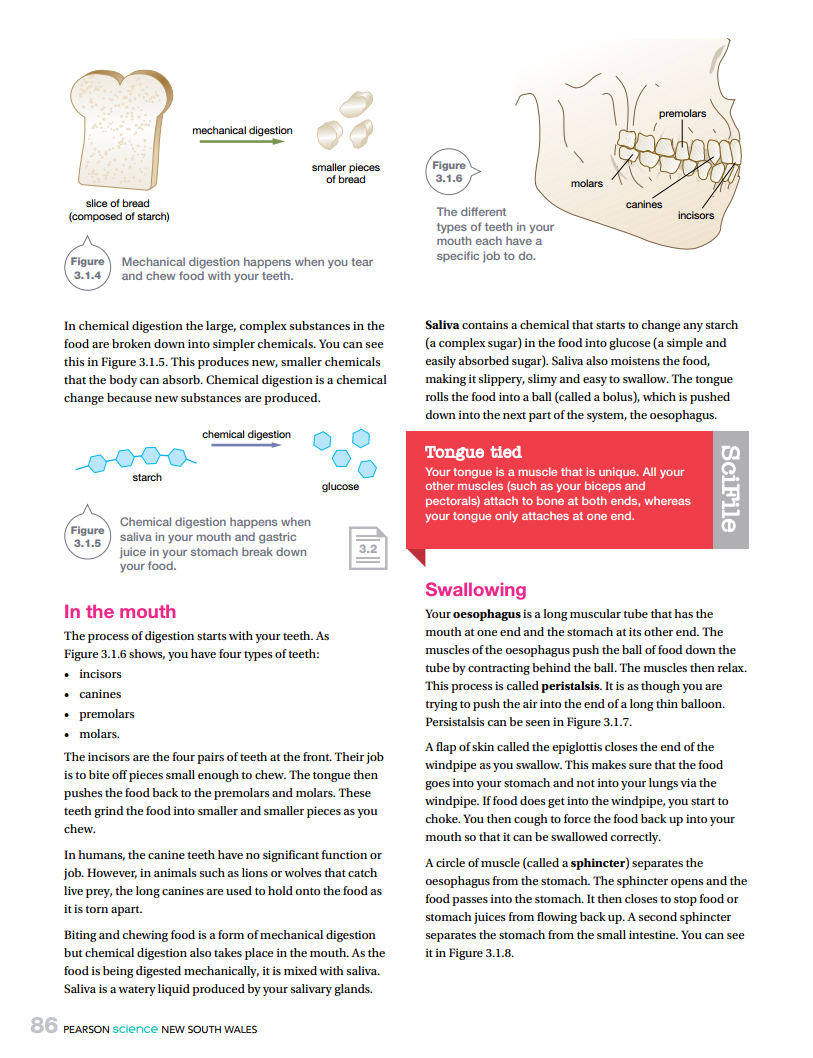 mechanical digestion
smaller pieces
of bread
slice of bread
(composed of starch)
Figure
3.1.4
Mechanical digestion happens when you tear
and chew food with your teeth.
In chemical digestion the large, complex substances in the
food are broken down into simpler chemicals. You can see
this in Figure 3.1.5. This produces new, smaller chemicals
that the body can absorb. Chemical digestion is a chemical
change because new substances are produced.
chemical digestion
starch
glucose
Figure
3.1.5
Chemical digestion happens when
saliva in your mouth and gastric
juice in your stomach break down
your food.
3.2
In the mouth
The process of digestion starts with your teeth. As
Figure 3.1.6 shows, you have four types of teeth:
• incisors
• canines
• premolars
• molars.
The incisors are the four pairs of teeth at the front. Their job
is to bite off pieces small enough to chew. The tongue then
pushes the food back to the premolars and molars. These
teeth grind the food into smaller and smaller pieces as you
chew.
In humans, the canine teeth have no significant function or
job. However, in animals such as lions or wolves that catch
live prey, the long canines are used to hold onto the food as
it is torn apart.
Biting and chewing food is a form of mechanical digestion
but chemical digestion also takes place in the mouth. As the
food is being digested mechanically, it is mixed with saliva.
Saliva is a watery liquid produced by your salivary glands.
premolars
molars
canines
incisors
Figure
3.1.6
The different
types of teeth in your
mouth each have a
specific job to do.
Saliva contains a chemical that starts to change any starch
(a complex sugar) in the food into glucose (a simple and
easily absorbed sugar). Saliva also moistens the food,
making it slippery, slimy and easy to swallow. The tongue
rolls the food into a ball (called a bolus), which is pushed
down into the next part of the system, the oesophagus.
Tongue tied
Your tongue is a muscle that is unique. All your
other muscles (such as your biceps and
pectorals) attach to bone at both ends, whereas
your tongue only attaches at one end.
SciFile
Swallowing
Your oesophagus is a long muscular tube that has the
mouth at one end and the stomach at its other end. The
muscles of the oesophagus push the ball of food down the
tube by contracting behind the ball. The muscles then relax.
This process is called peristalsis. It is as though you are
trying to push the air into the end of a long thin balloon.
Persistalsis can be seen in Figure 3.1.7.
A flap of skin called the epiglottis closes the end of the
windpipe as you swallow. This makes sure that the food
goes into your stomach and not into your lungs via the
windpipe. If food does get into the windpipe, you start to
choke. You then cough to force the food back up into your
mouth so that it can be swallowed correctly.
A circle of muscle (called a sphincter) separates the
oesophagus from the stomach. The sphincter opens and the
food passes into the stomach. It then closes to stop food or
stomach juices from flowing back up. A second sphincter
separates the stomach from the small intestine. You can see
it in Figure 3.1.8.
86 PEARSON science NEW SOUTH WALES